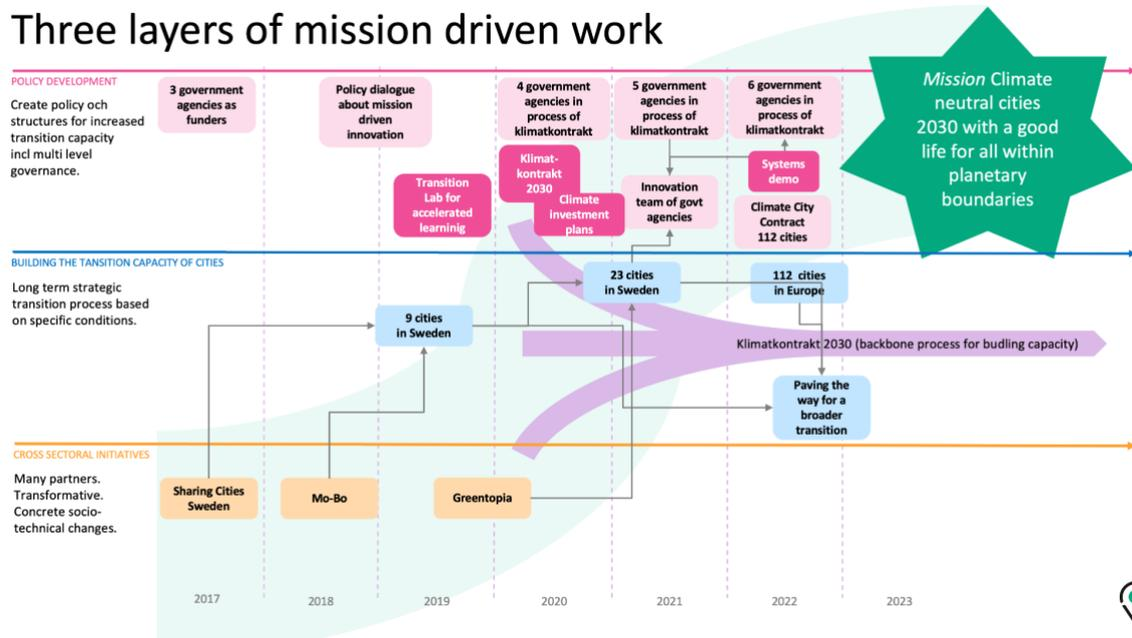 Three layers of mission driven work
POLICY DEVELOPMENT
Create policy och
structures for increased
transition capacity
incl multi level
governance.
3 government
agencies as
funders
Policy dialogue
about mission
driven
innovation
4 government
agencies in
process of
klimatkontrakt
5 government
agencies in
process of
klimatkontrakt
6 government
agencies in
process of
klimatkontrakt
Mission Climate
neutral cities
2030 with a good
life for all within
planetary
boundaries
Transition
Lab for
accelerated
learninig
Klimat-
kontrakt
2030
Climate
investment
plans
Innovation
team of govt
agencies
Systems
demo
Climate City
Contract
112 cities
BUILDING THE TANSITION CAPACITY OF CITIES
Long term strategic
transition process based
on specific conditions.
9 cities
in Sweden
23 cities
in Sweden
112 cities
in Europe
Klimatkontrakt 2030 (backbone process for budling capacity)
Paving the
way for a
broader
transition
CROSS SECTORAL INITIATIVES
Many partners.
Transformative.
Concrete socio-
technical changes.
Sharing Cities
Sweden
Mo-Bo
Greentopia
2017
2018
2019
2020
2021
2022
2023